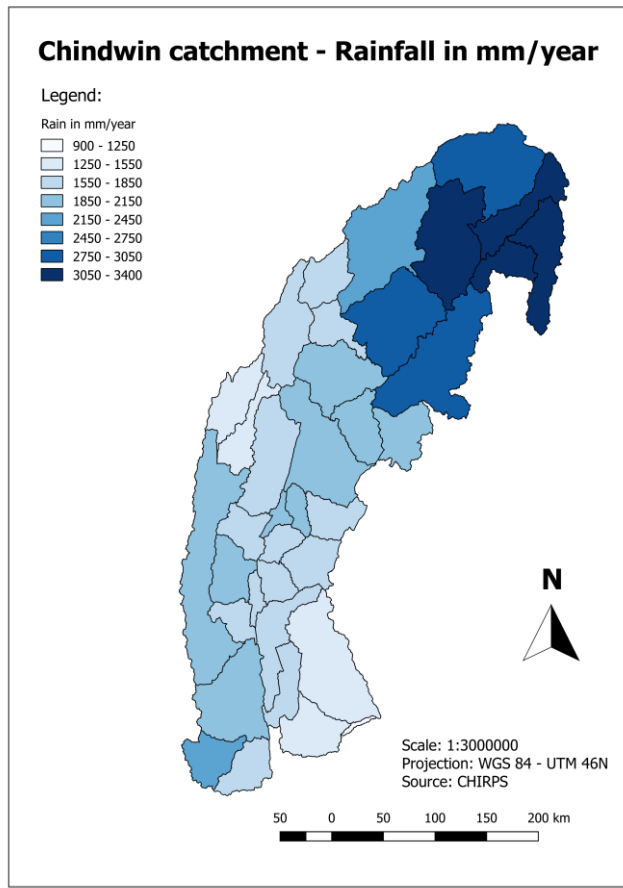 Chindwin catchment - Rainfall in mm/year
Legend:
Rain in mm/year
900 - 1250
1250 - 1550
1550 - 1850
1850 - 2150
2150 - 2450
2450 - 2750
2750 - 3050
3050 - 3400
N
Scale: 1:3000000
Projection: WGS 84 - UTM 46N
Source: CHIRPS
50 0 50 100 150 200 km